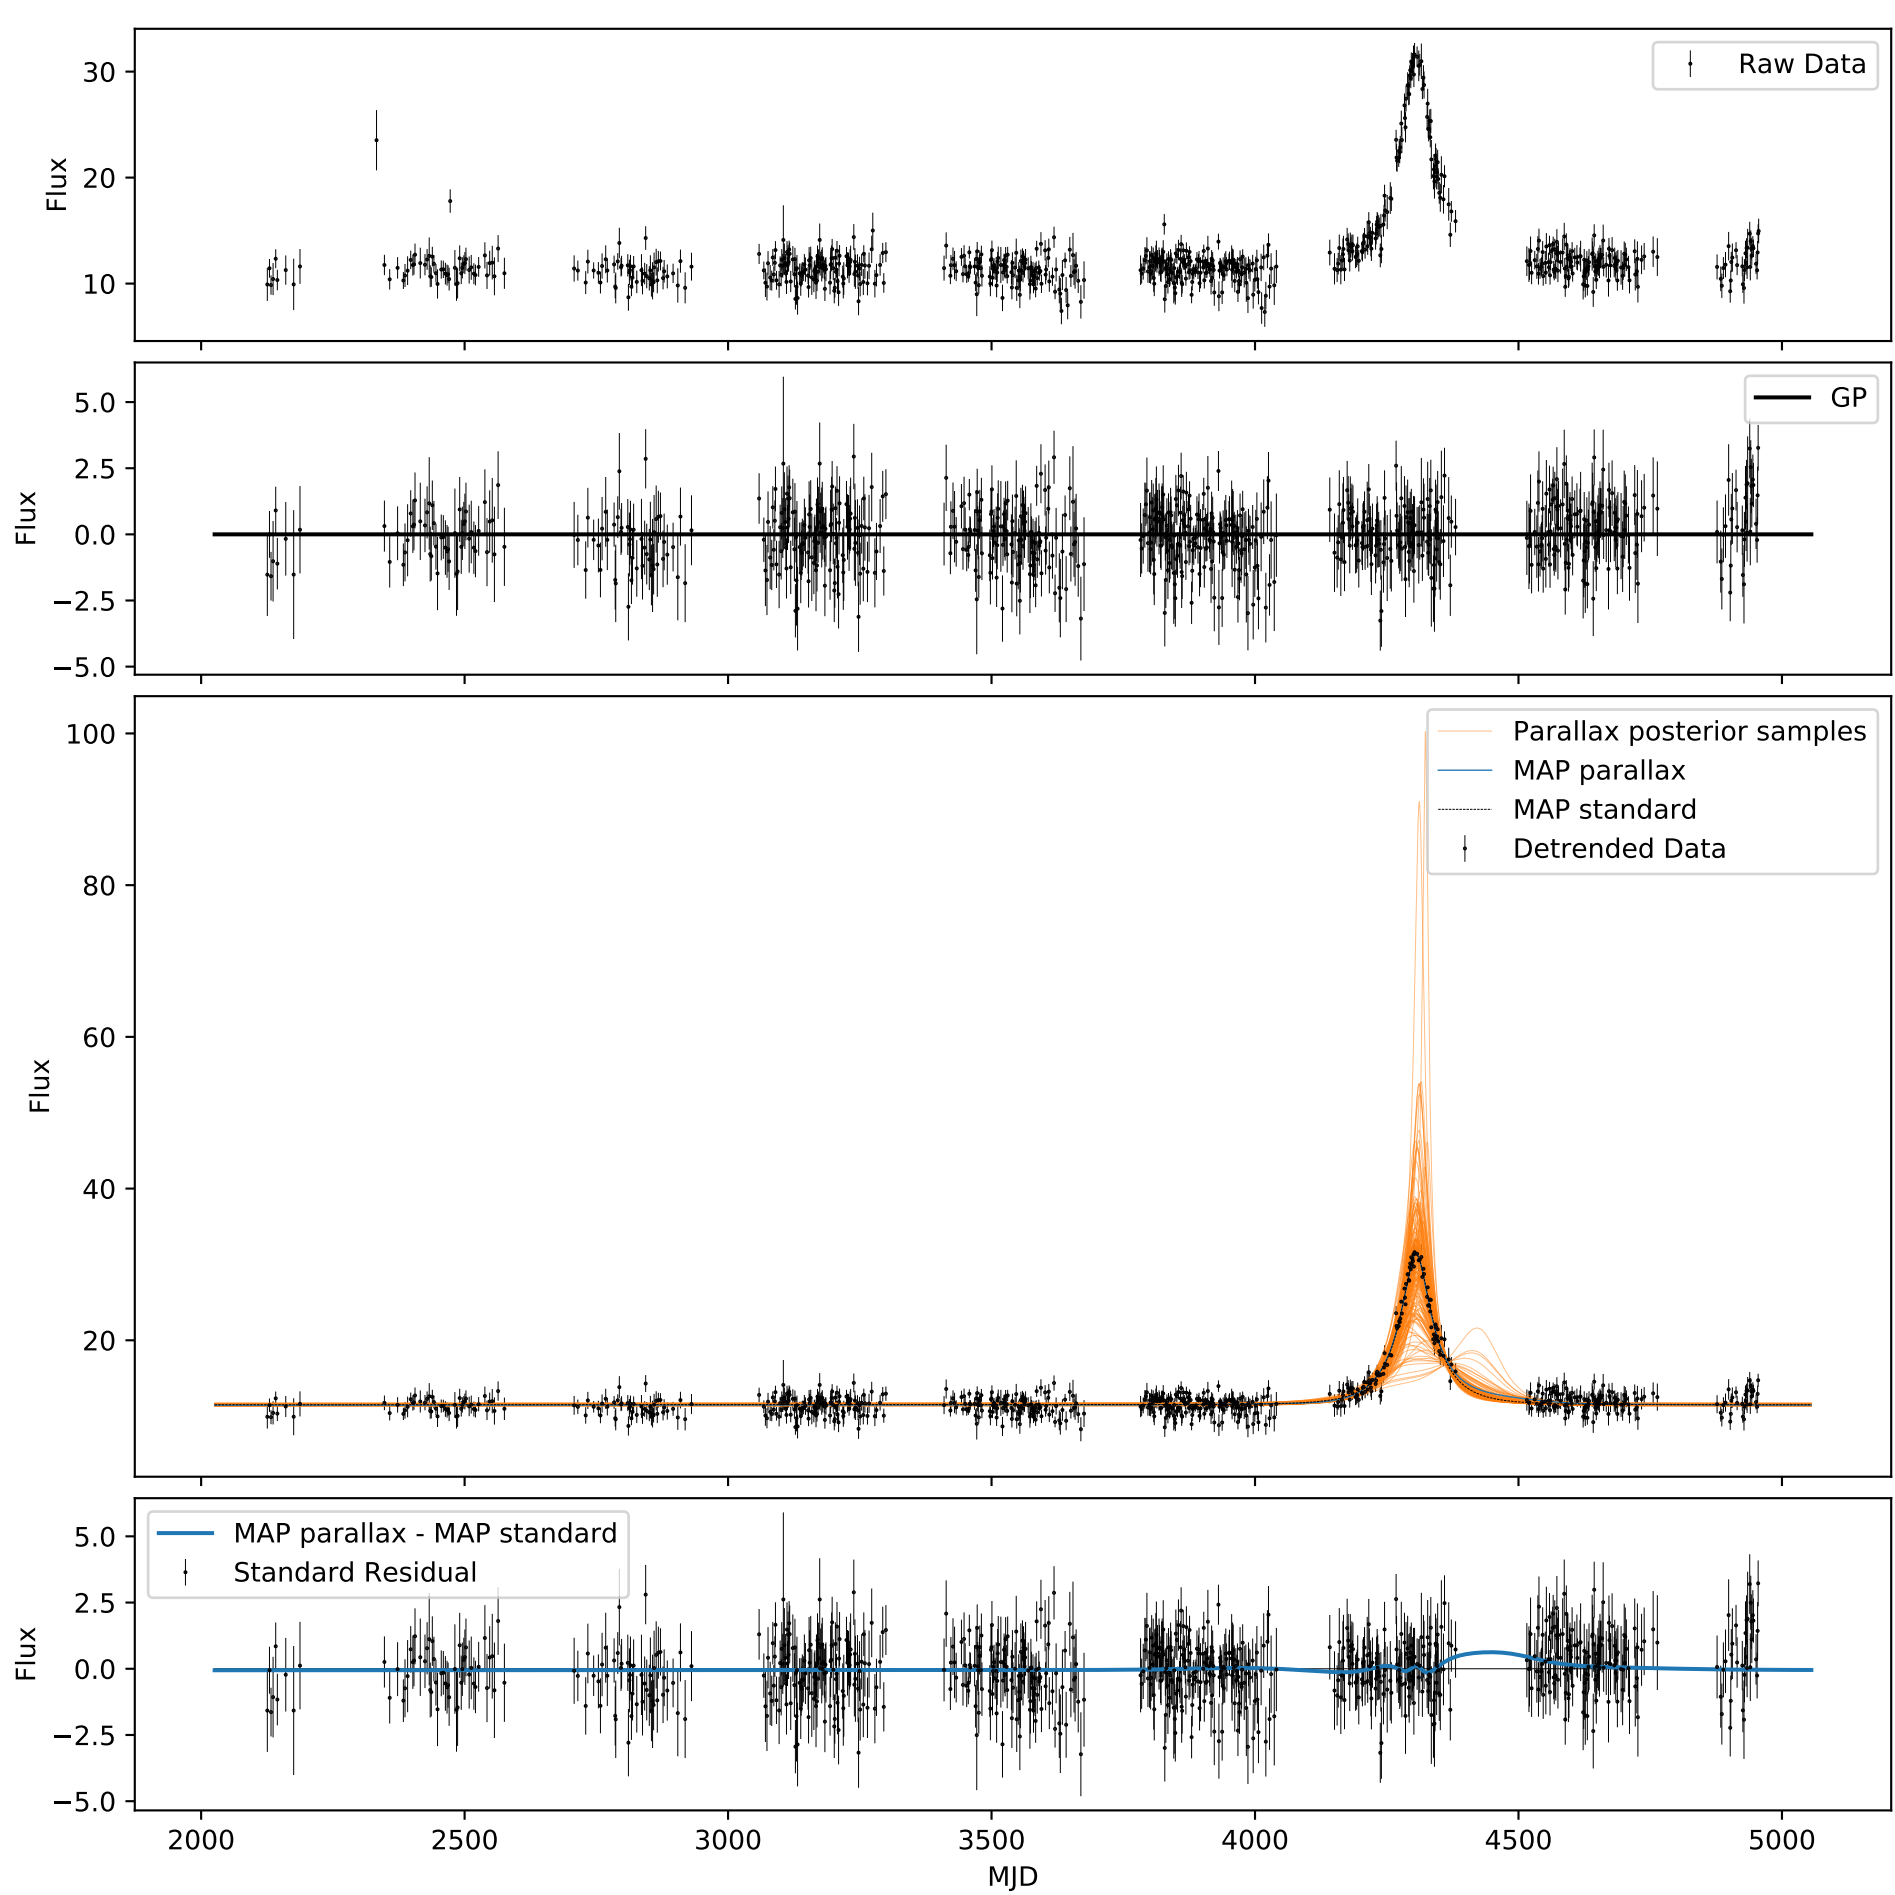 30
20
10
Flux
Raw Data
5.0
2.5
0.0
−2.5
−5.0
Flux
GP
100
80
60
40
20
Flux
Parallax posterior samples
MAP parallax
MAP standard
Detrended Data
5.0
2.5
0.0
−2.5
−5.0
Flux
MAP parallax - MAP standard
Standard Residual
2000 2500 3000 3500 4000 4500 5000
MJD